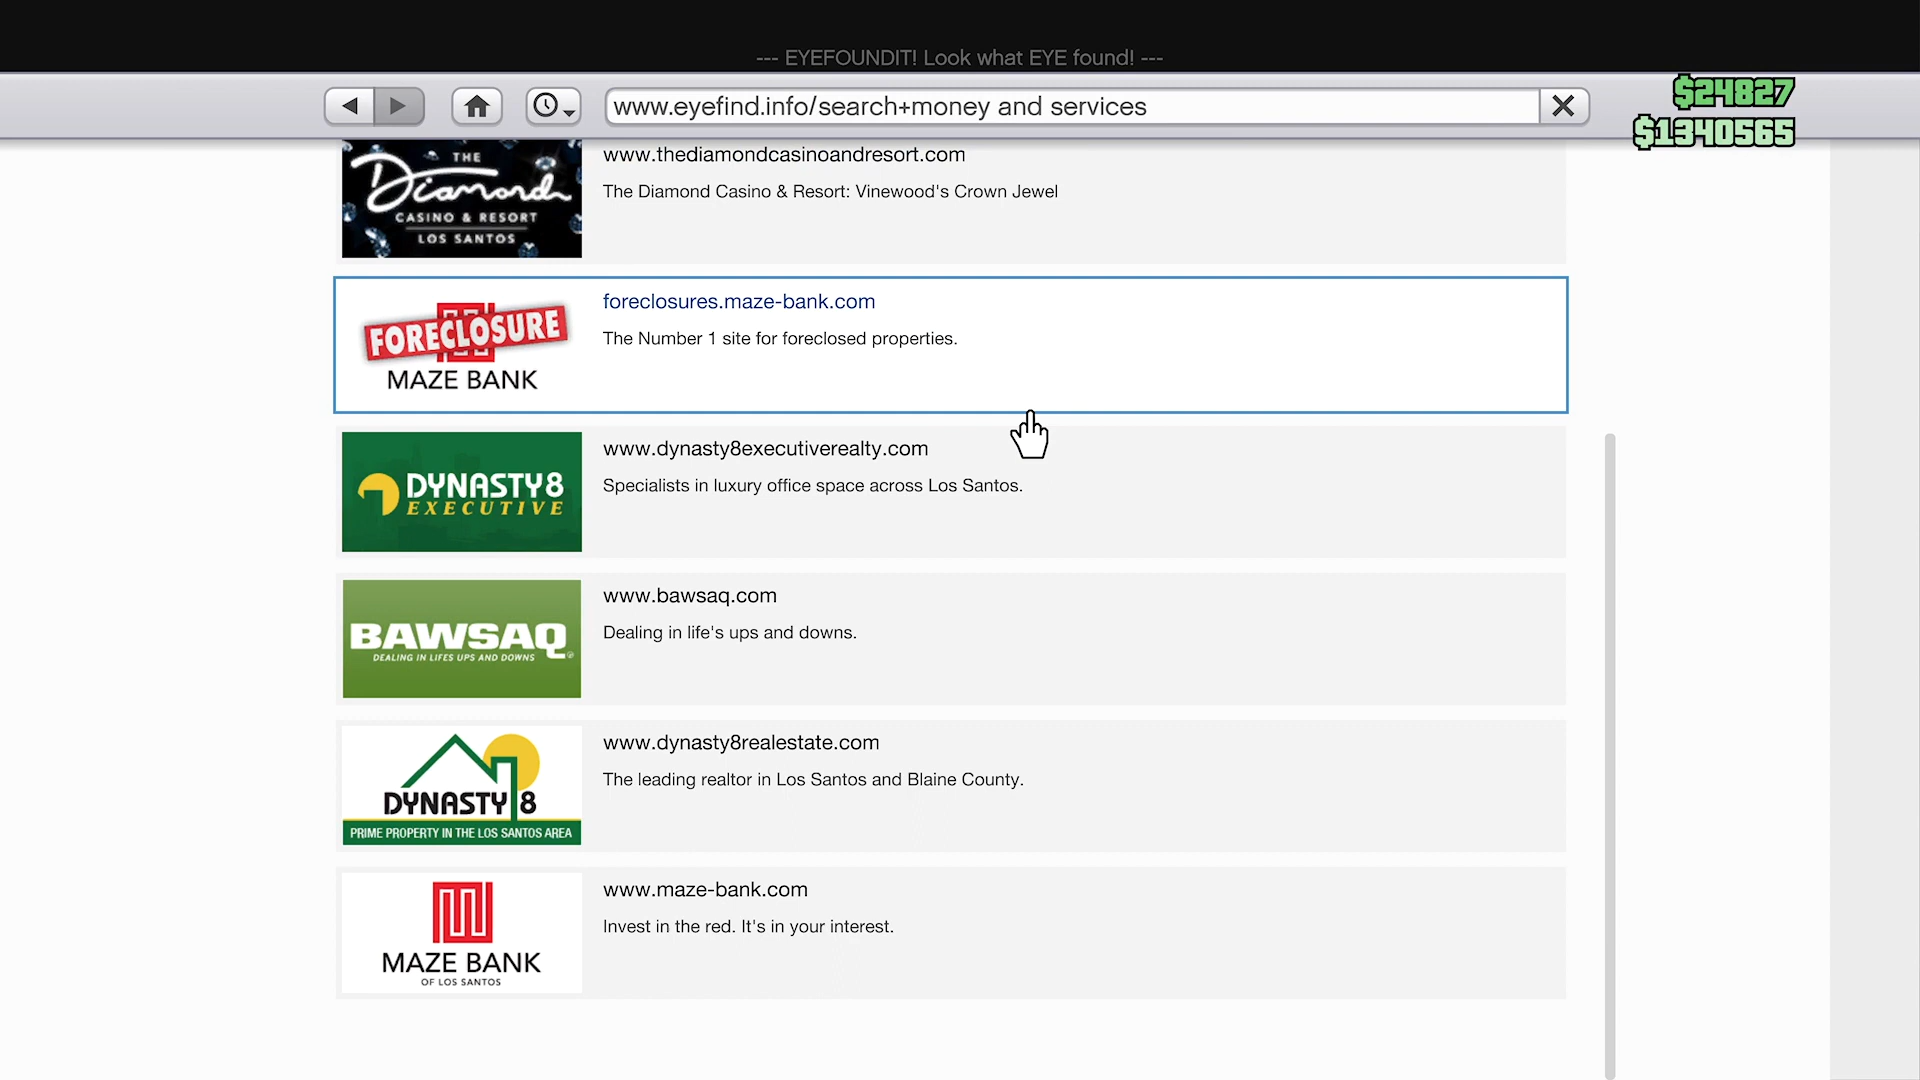 --- EYEFOUNDIT! Look what EYE found! ---
www.eyefind.info/search+money and services
$24827
$1340565
THE
Diamond
CASINO & RESORT
LOS SANTOS
www.thediamondcasinoandresort.com
The Diamond Casino & Resort: Vinewood's Crown Jewel
FORECLOSURE
MAZE BANK
foreclosures.maze-bank.com
The Number 1 site for foreclosed properties.
DYNASTY8
EXECUTIVE
www.dynasty8executiverealty.com
Specialists in luxury office space across Los Santos.
BAWSAQ
DEALING IN LIFES UPS AND DOWNS
www.bawsaq.com
Dealing in life's ups and downs.
DYNASTY 8
PRIME PROPERTY IN THE LOS SANTOS AREA
www.dynasty8realestate.com
The leading realtor in Los Santos and Blaine County.
MAZE BANK
OF LOS SANTOS
www.maze-bank.com
Invest in the red. It's in your interest.